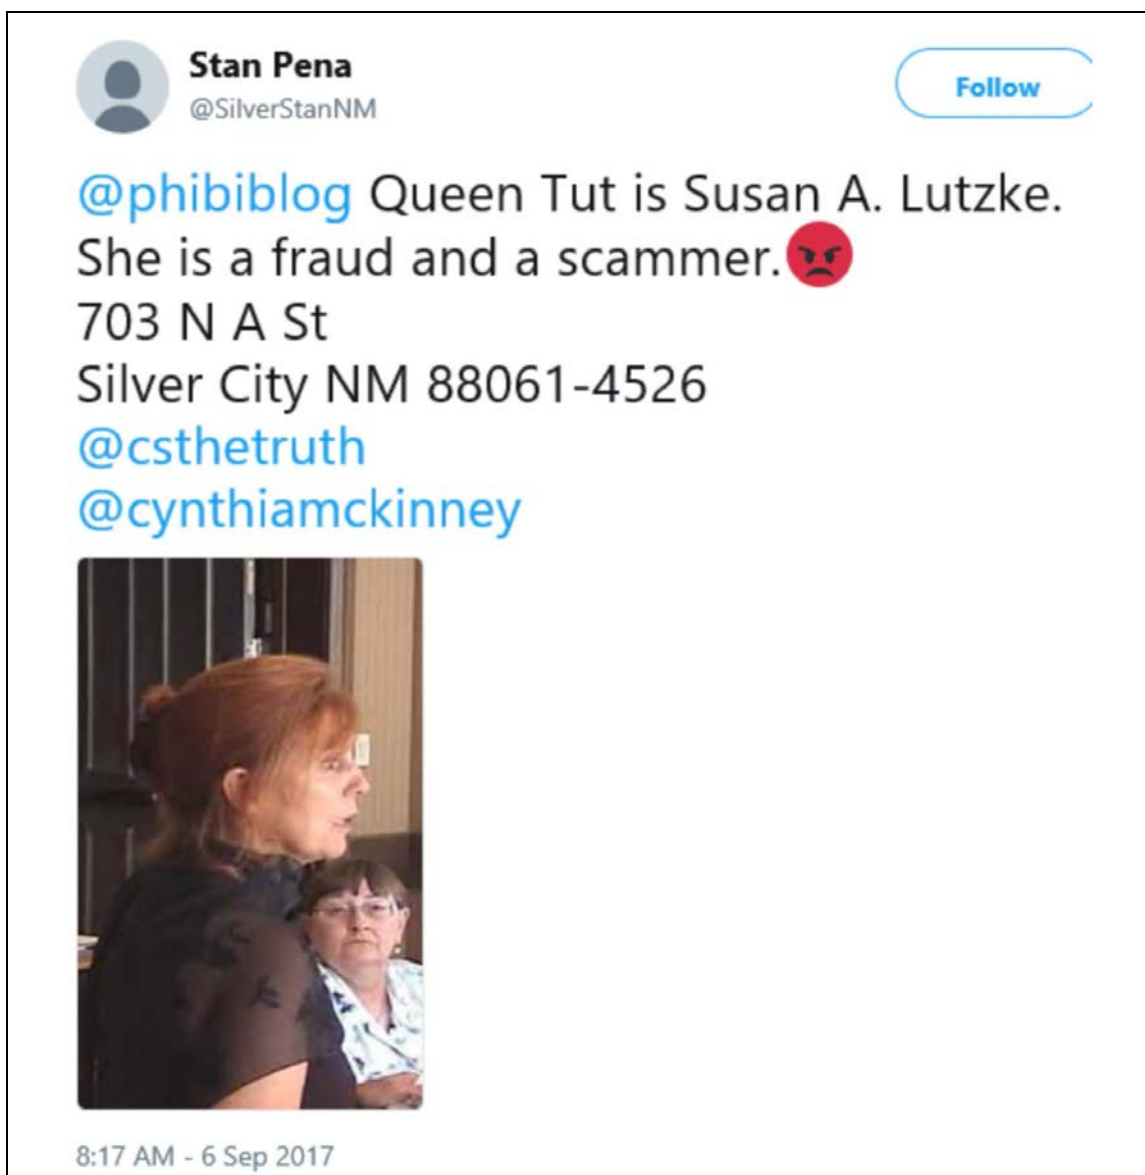 Stan Pena
@SilverStanNM
Follow
@phibiblog Queen Tut is Susan A. Lutzke.
She is a fraud and a scammer.😡
703 N A St
Silver City NM 88061-4526
@csthetruth
@cynthiamckinney
8:17 AM - 6 Sep 2017